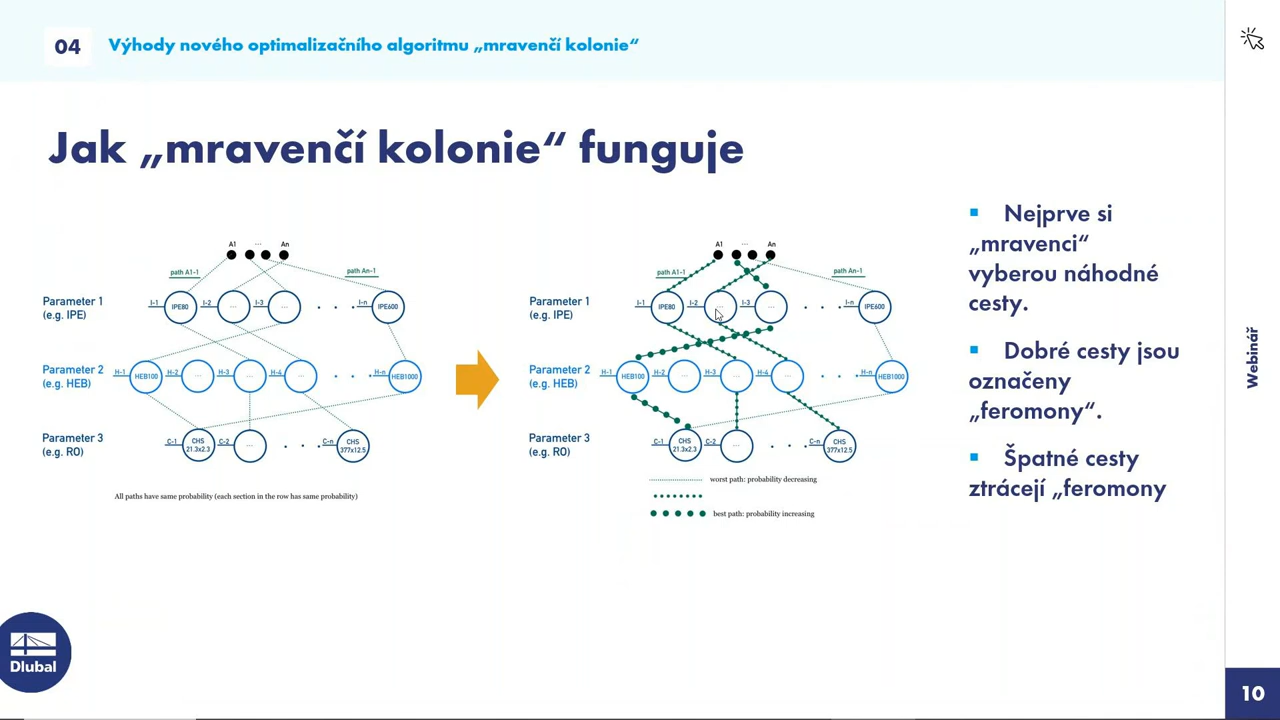 04
Výhody nového optimalizačního algoritmu „mravenčí kolonie“
Jak „mravenčí kolonie“ funguje
A1 ... An
path A1-1
path An-1
Parameter 1
(e.g. IPE)
I-1 IPE80 I-2 ... I-3 ... I-n IPE600
Parameter 2
(e.g. HEB)
H-1 HEB100 H-2 ... H-3 ... H-4 ... H-n HEB1000
Parameter 3
(e.g. RO)
C-1 CHS 21.3x2.3 C-2 ... C-n CHS 377x12.5
All paths have same probability (each section in the row has same probability)
A1 ... An
path A1-1
path An-1
Parameter 1
(e.g. IPE)
I-1 IPE80 I-2 ... I-3 ... I-n IPE600
Parameter 2
(e.g. HEB)
H-1 HEB100 H-2 ... H-3 ... H-4 ... H-n HEB1000
Parameter 3
(e.g. RO)
C-1 CHS 21.3x2.3 C-2 ... C-n CHS 377x12.5
worst path: probability decreasing
best path: probability increasing
Nejprve si
„mravenci“
vyberou náhodné
cesty.
Dobré cesty jsou
označeny
„feromony“.
Špatné cesty
ztrácejí „feromony
Webinář
Dlubal
10